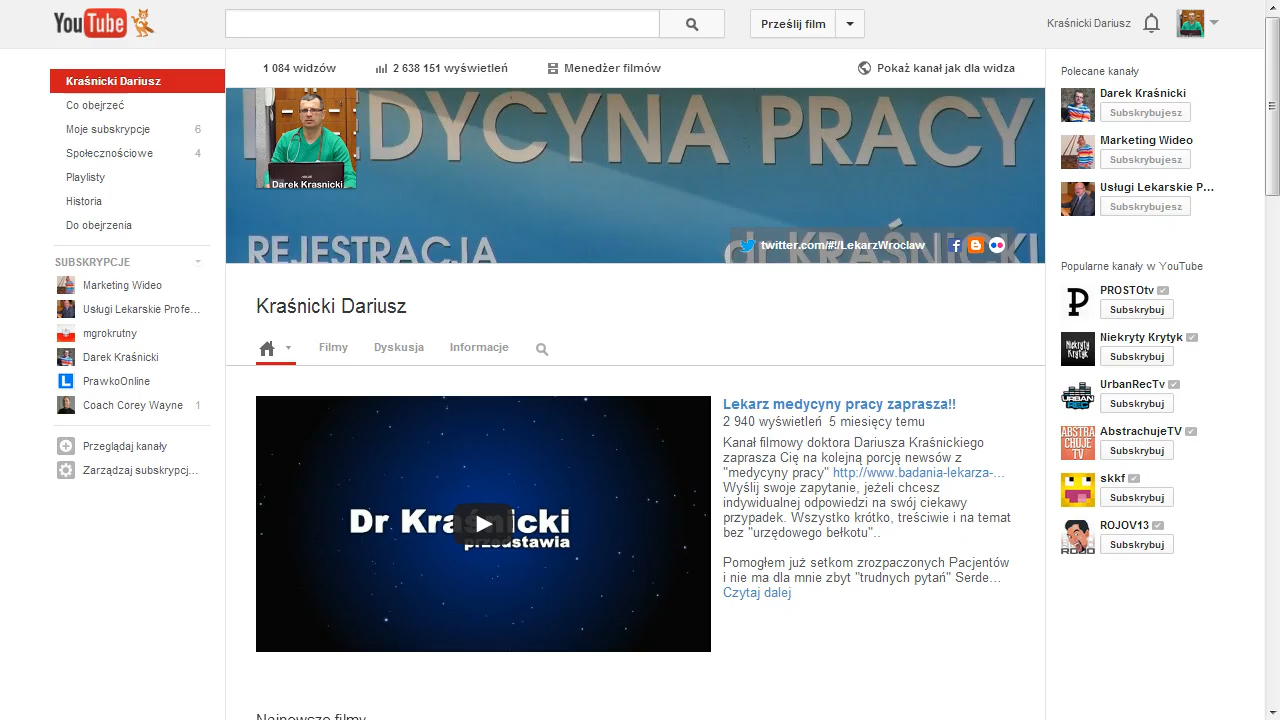 YouTube
Prześlij film
Kraśnicki Dariusz
Kraśnicki Dariusz
Co obejrzeć
Moje subskrypcje 6
Społecznościowe 4
Playlisty
Historia
Do obejrzenia
SUBSKRYPCJE
Marketing Wideo
Usługi Lekarskie Profe...
mgrokrutny
Darek Kraśnicki
PrawkoOnline
Coach Corey Wayne 1
Przeglądaj kanały
Zarządzaj subskrypcj...
1 084 widzów
2 638 151 wyświetleń
Menedżer filmów
Pokaż kanał jak dla widza
DYCYNA PRACY
Darek Krasnicki
REJESTRACJA
dr KRAŚNICKI
twitter.com/#!/LekarzWroclaw
Kraśnicki Dariusz
Filmy
Dyskusja
Informacje
Dr Kraśnicki
przedstawia
Lekarz medycyny pracy zaprasza!!
2 940 wyświetleń 5 miesięcy temu
Kanał filmowy doktora Dariusza Kraśnickiego
zaprasza Cię na kolejną porcję newsów z
"medycyny pracy" http://www.badania-lekarza-...
Wyślij swoje zapytanie, jeżeli chcesz
indywidualnej odpowiedzi na swój ciekawy
przypadek. Wszystko krótko, treściwie i na temat
bez "urzędowego bełkotu"..
Pomogłem już setkom zrozpaczonych Pacjentów
i nie ma dla mnie zbyt "trudnych pytań" Serde...
Czytaj dalej
Najnowsze filmy
Polecane kanały
Darek Kraśnicki
Subskrybujesz
Marketing Wideo
Subskrybujesz
Usługi Lekarskie P...
Subskrybujesz
Popularne kanały w YouTube
PROSTOtv
Subskrybuj
Niekryty Krytyk
Subskrybuj
UrbanRecTv
Subskrybuj
AbstrachujeTV
Subskrybuj
skkf
Subskrybuj
ROJOV13
Subskrybuj